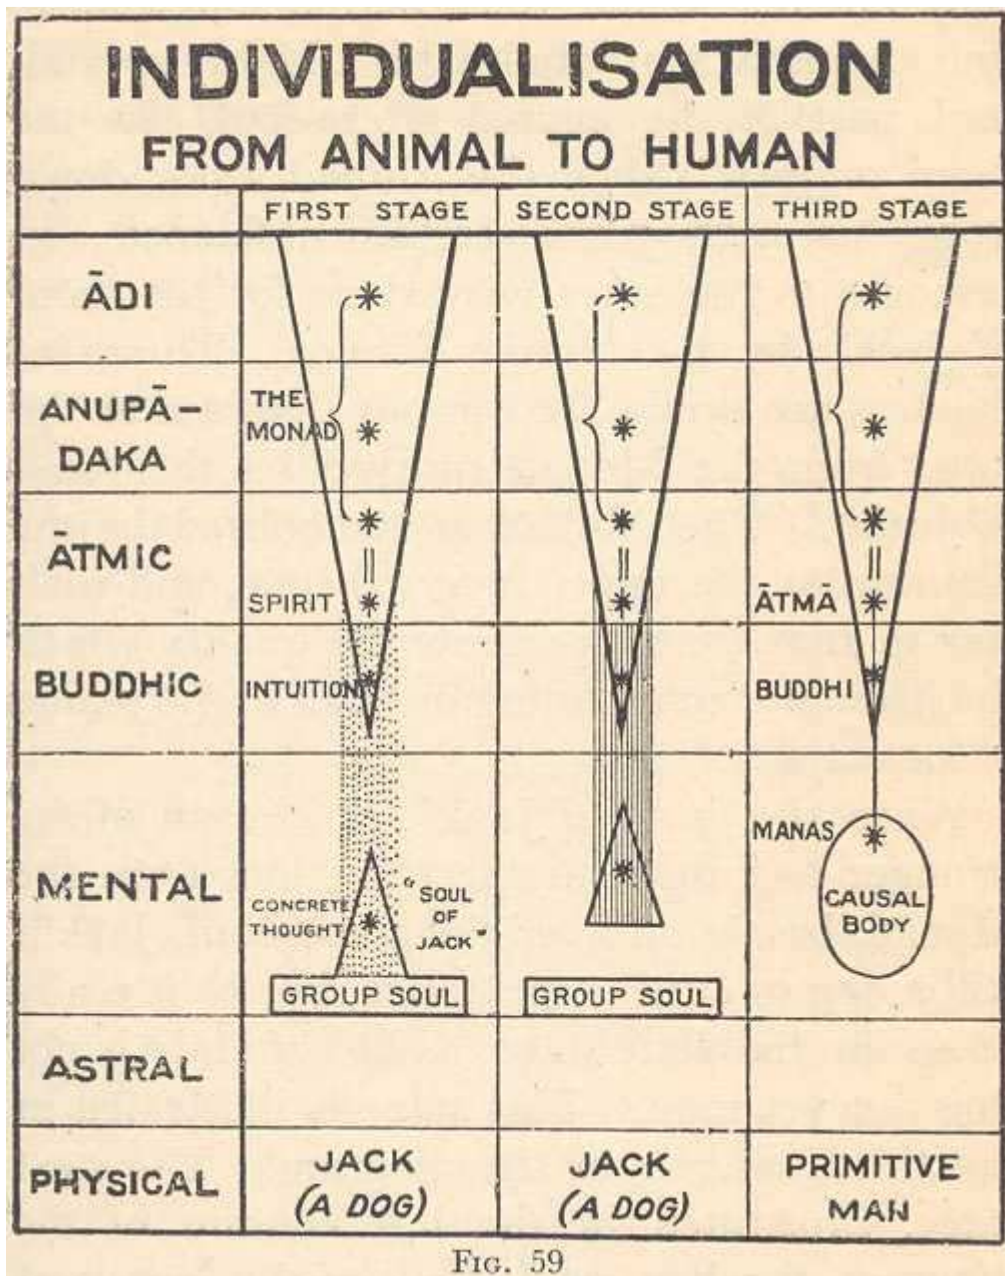 INDIVIDUALISATION
FROM ANIMAL TO HUMAN
FIRST STAGE
SECOND STAGE
THIRD STAGE
ĀDI
ANUPĀ-
DAKA
THE
MONAD
ĀTMIC
SPIRIT
ĀTMĀ
BUDDHIC
INTUITION
BUDDHI
MENTAL
CONCRETE
THOUGHT
"SOUL
OF
JACK"
MANAS
CAUSAL
BODY
GROUP SOUL
GROUP SOUL
ASTRAL
PHYSICAL
JACK
(A DOG)
JACK
(A DOG)
PRIMITIVE
MAN
FIG. 59